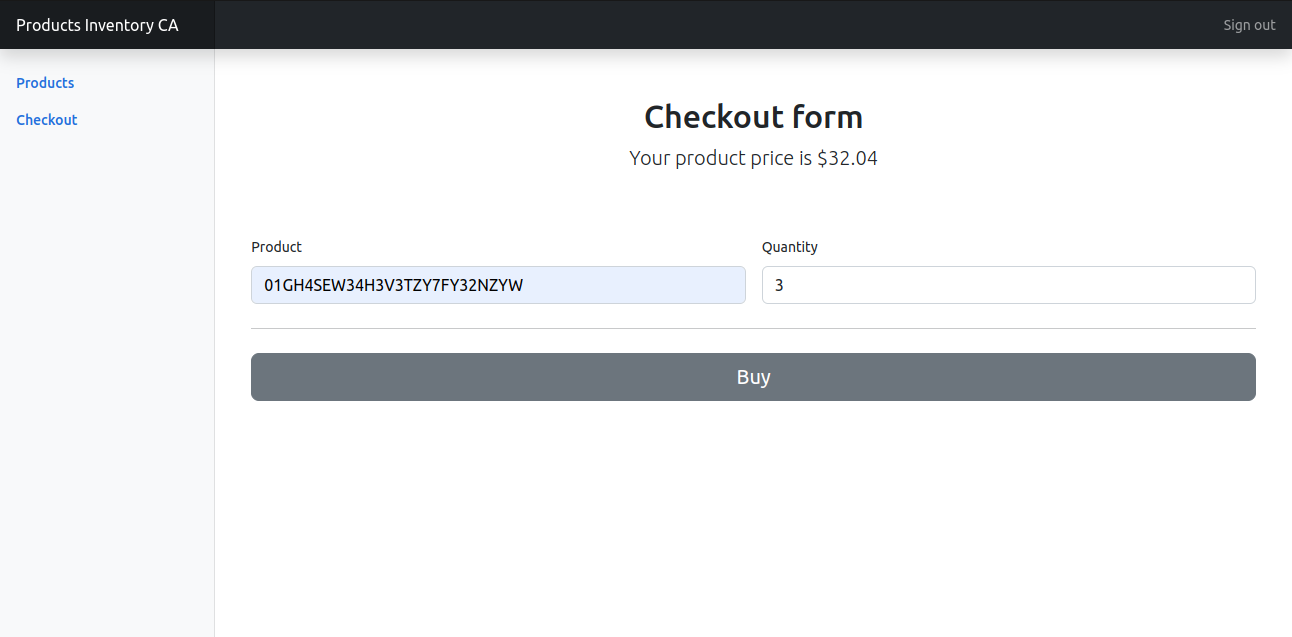 Products Inventory CA
Sign out
Products
Checkout
Checkout form
Your product price is $32.04
Product
Quantity
01GH4SEW34H3V3TZY7FY32NZYW
3
Buy